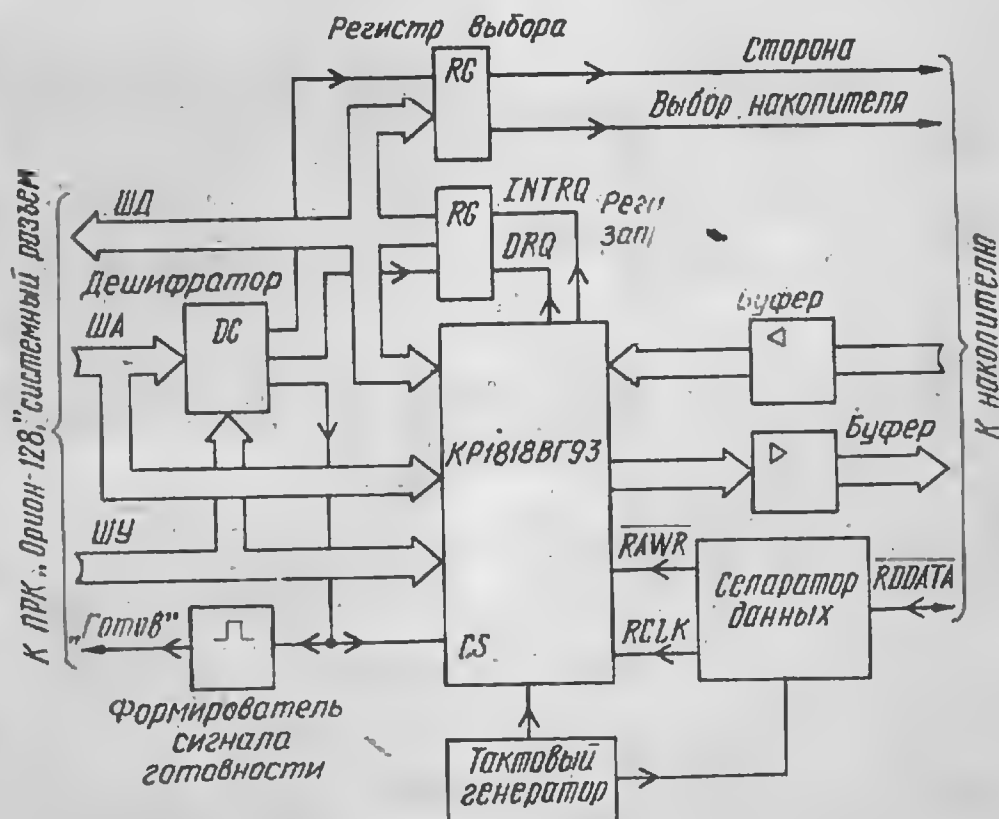 Регистр выбора
RG
Сторона
Выбор накопителя
ШД
RG
INTRQ
DRQ
Дешифратор
DC
ША
Буфер
КР1818ВГ93
Буфер
ШУ
RAWR
RCLK
Сепаратор
данных
RDDATA
„Готов"
CS
Формирователь
сигнала
готовности
Тактовый
генератор
К ПРК „Орион-128," системный разъем
К накопителю